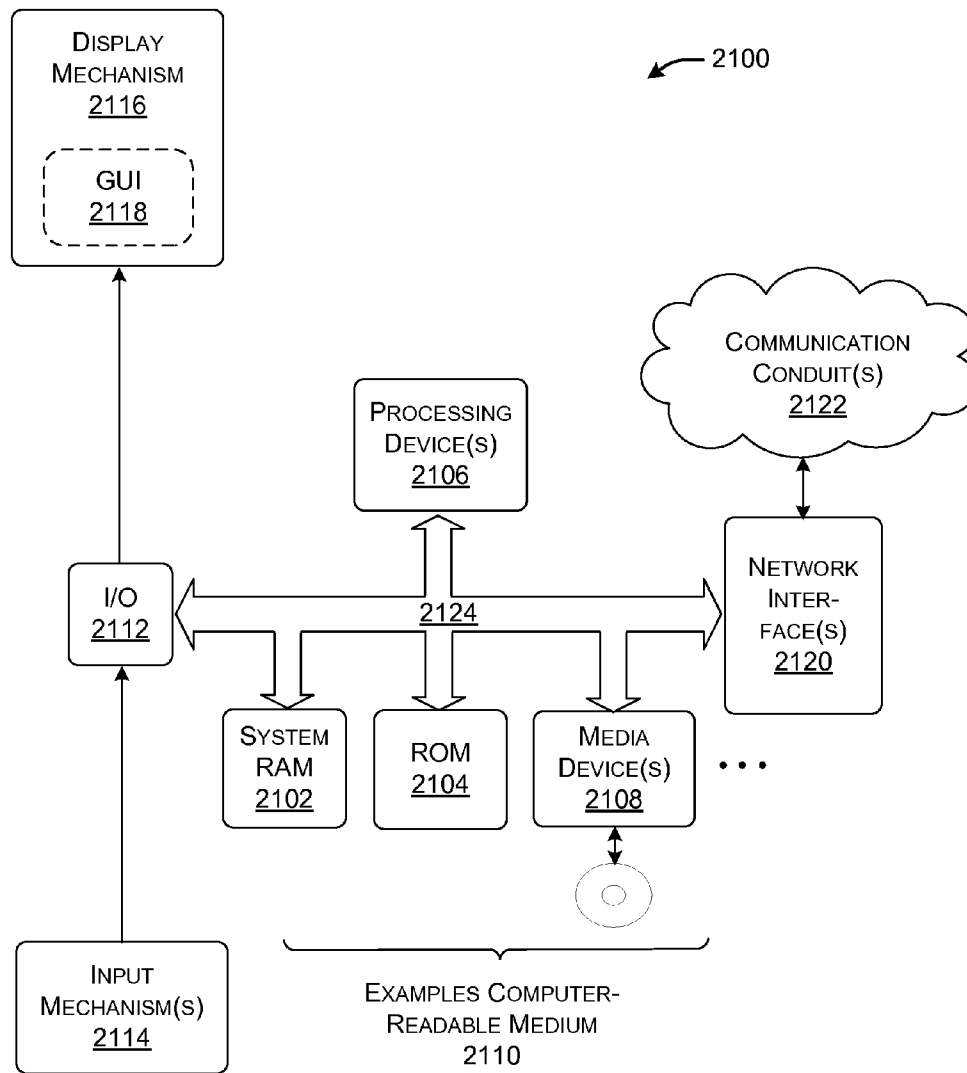 DISPLAY
MECHANISM
2116
GUI
2118
2100
COMMUNICATION
CONDUIT(S)
2122
PROCESSING
DEVICE(S)
2106
I/O
2112
2124
NETWORK
INTER-
FACE(S)
2120
SYSTEM
RAM
2102
ROM
2104
MEDIA
DEVICE(S)
2108
...
INPUT
MECHANISM(S)
2114
EXAMPLES COMPUTER-
READABLE MEDIUM
2110